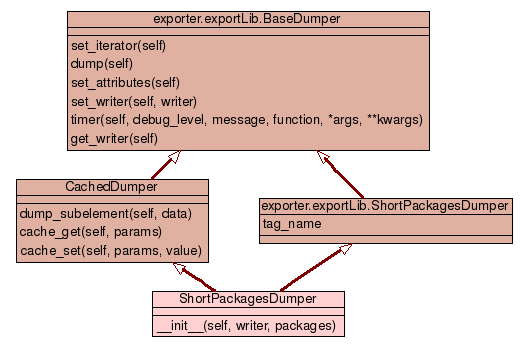 exporter.exportLib.BaseDumper
set_iterator(self)
dump(self)
set_attributes(self)
set_writer(self, writer)
timer(self, debug_level, message, function, *args, **kwargs)
get_writer(self)
CachedDumper
dump_subelement(self, data)
cache_get(self, params)
cache_set(self, params, value)
exporter.exportLib.ShortPackagesDumper
tag_name
ShortPackagesDumper
__init__(self, writer, packages)